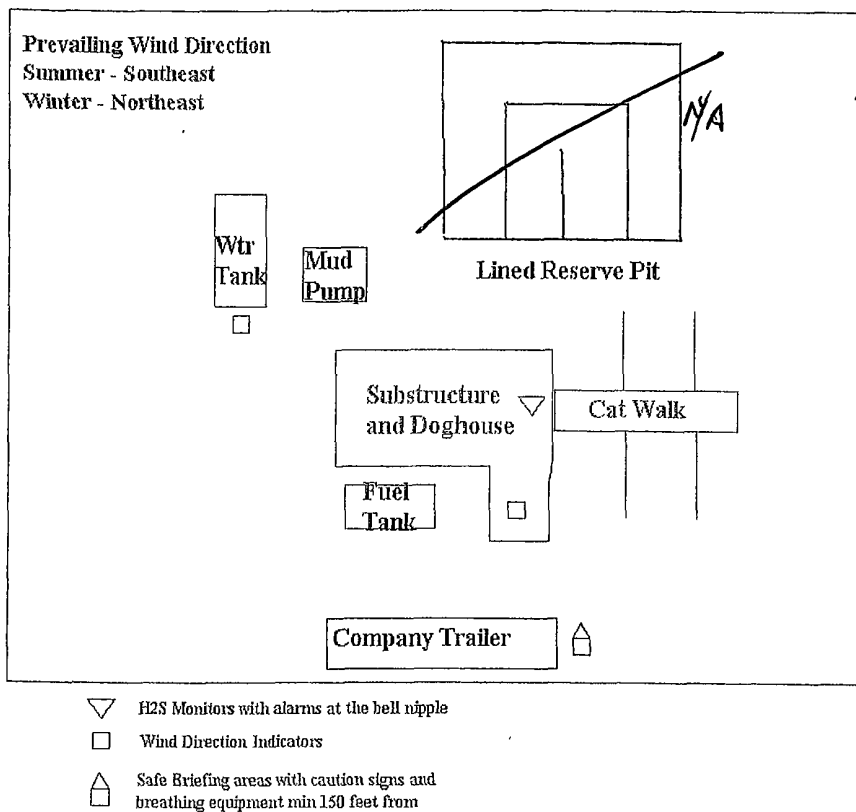 Prevailing Wind Direction
Summer - Southeast
Winter - Northeast
N/A
Wtr
Tank
Mud
Pump
Lined Reserve Pit
Substructure
and Doghouse
Cat Walk
Fuel
Tank
Company Trailer
H2S Monitors with alarms at the bell nipple
Wind Direction Indicators
Safe Briefing areas with caution signs and
breathing equipment min 150 feet from